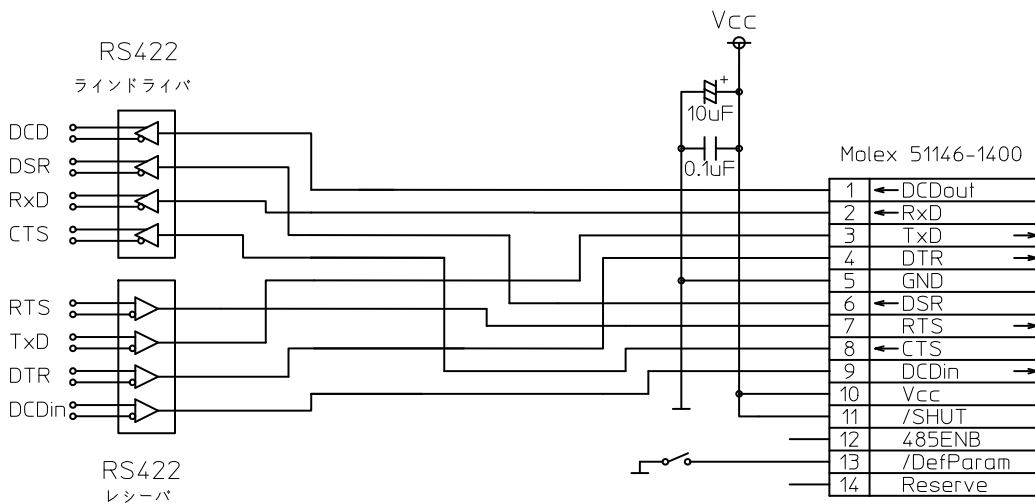 Vcc
RS422
ラインドライバ
10uF
+
0.1uF
DCD
DSR
RxD
CTS
RTS
TxD
DTR
DCDin
RS422
レシーバ
Molex 51146-1400
1 ←DCDout
2 ←RxD
3 TxD →
4 DTR →
5 GND
6 ←DSR
7 RTS →
8 ←CTS
9 DCDin →
10 Vcc
11 /SHUT
12 485ENB
13 /DefParam
14 Reserve